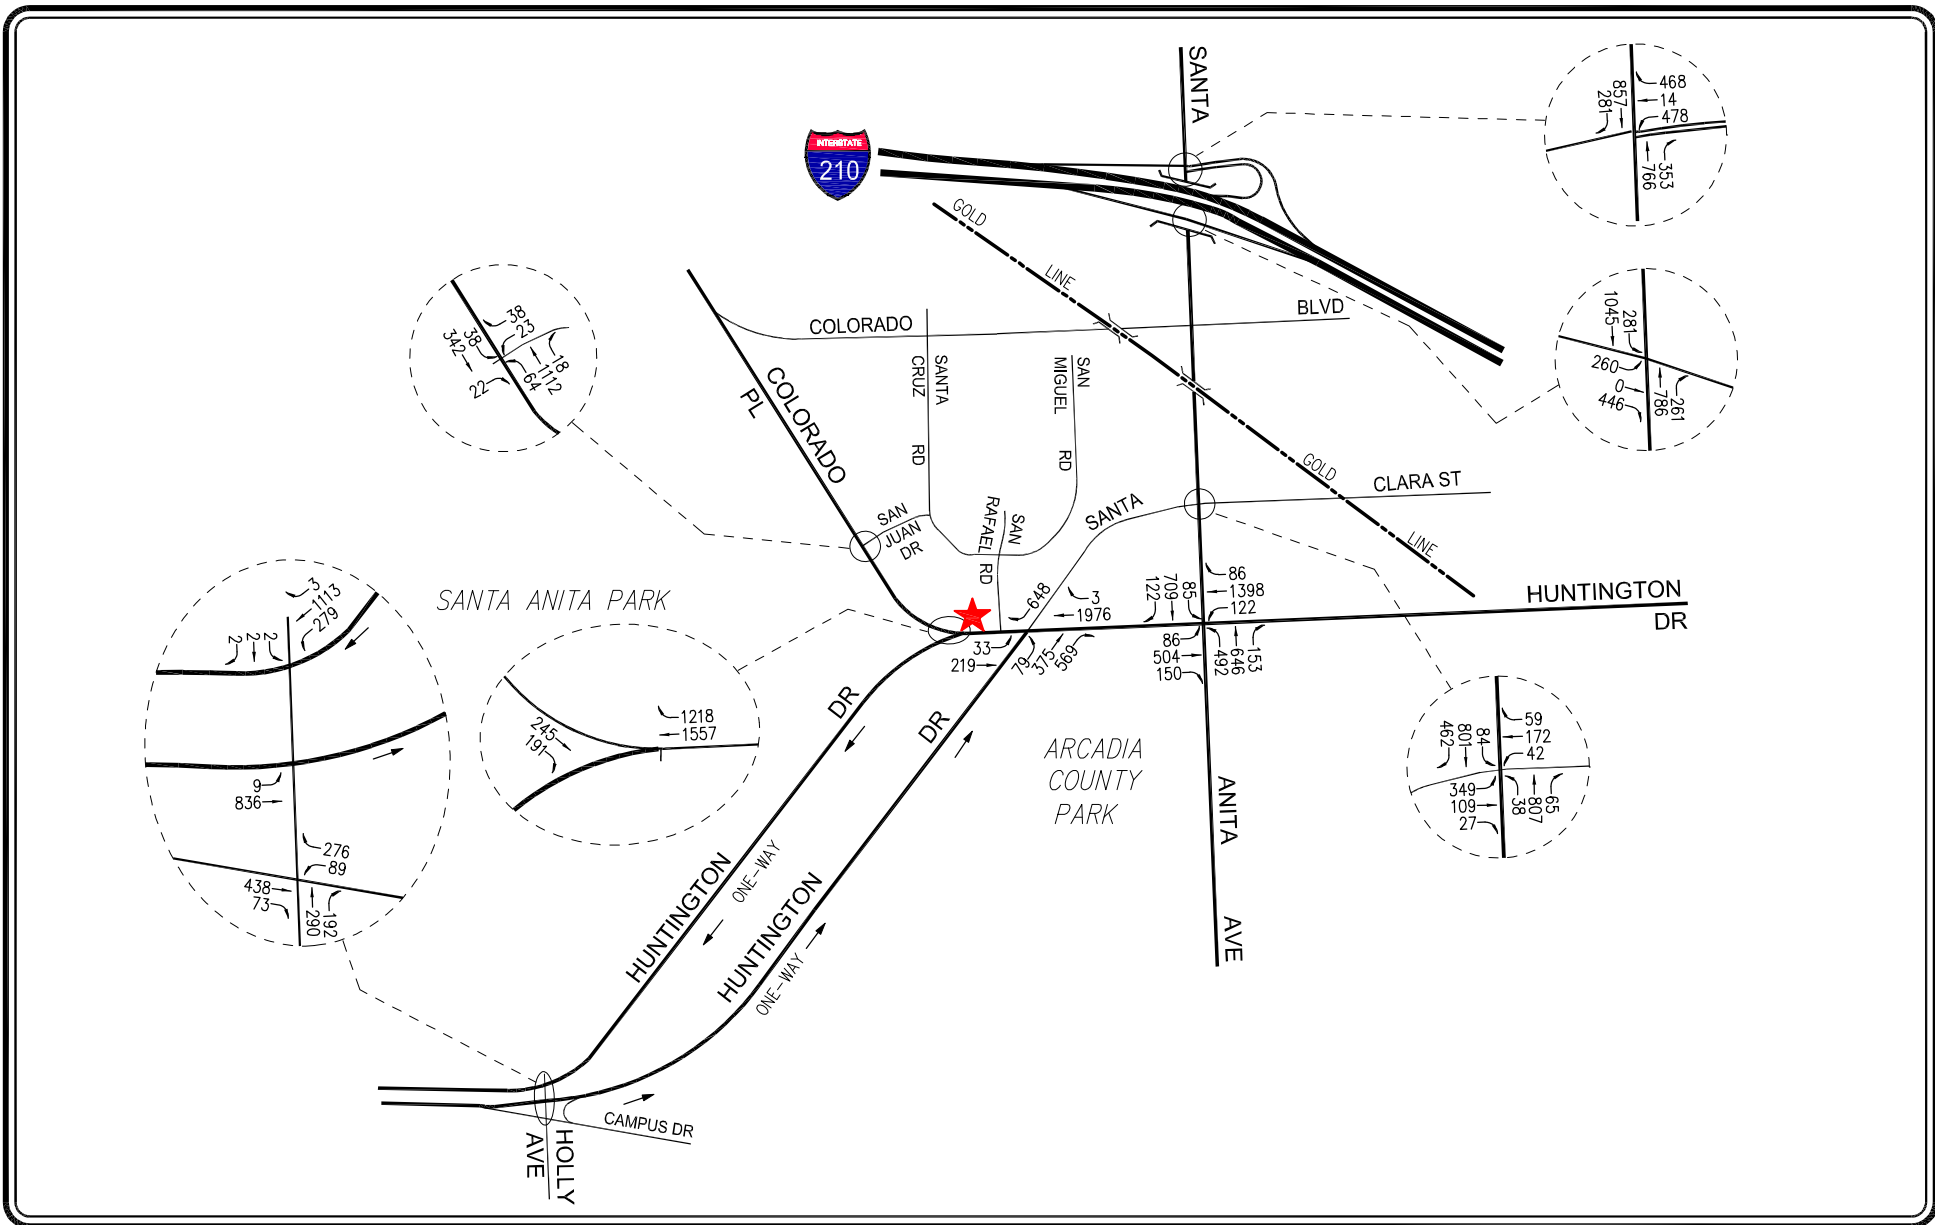 SANTA
468
14
478
857
281
353
766
INTERSTATE
210
GOLD
LINE
COLORADO
BLVD
281
1045
260
0
446
261
786
38
23
38
342
22
18
1112
64
COLORADO
PL
SANTA
CRUZ
RD
SAN
MIGUEL
RD
GOLD
LINE
SANTA
CLARA ST
SAN
JUAN
DR
SAN
RAFAEL RD
SANTA ANITA PARK
648
3
1976
33
219
79
375
569
85
709
122
86
1398
122
86
504
150
153
646
492
HUNTINGTON
DR
3
1113
279
2
2
2
9
836
276
89
438
73
192
290
245
191
1218
1557
DR
DR
ARCADIA
COUNTY
PARK
59
172
42
84
801
462
349
109
27
65
807
38
ANITA
AVE
HUNTINGTON
ONE-WAY
HUNTINGTON
ONE-WAY
CAMPUS DR
HOLLY
AVE